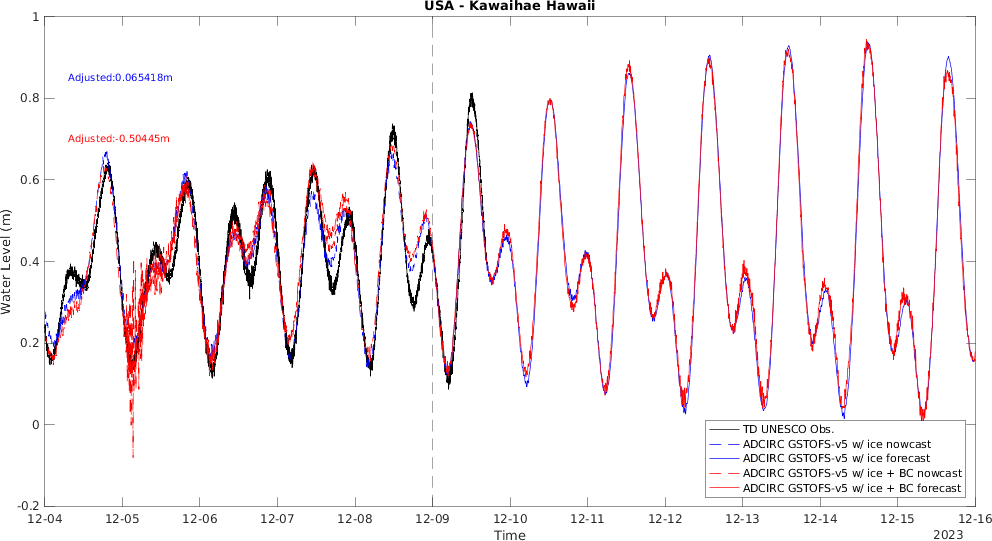 USA - Kawaihae Hawaii
1
Adjusted:0.065418m
0.8
Adjusted:-0.50445m
0.6
0.4
0.2
0
-0.2
Water Level (m)
TD UNESCO Obs.
ADCIRC GSTOFS-v5 w/ ice nowcast
ADCIRC GSTOFS-v5 w/ ice forecast
ADCIRC GSTOFS-v5 w/ ice + BC nowcast
ADCIRC GSTOFS-v5 w/ ice + BC forecast
12-04 12-05 12-06 12-07 12-08 12-09 12-10 12-11 12-12 12-13 12-14 12-15 12-16
Time
2023